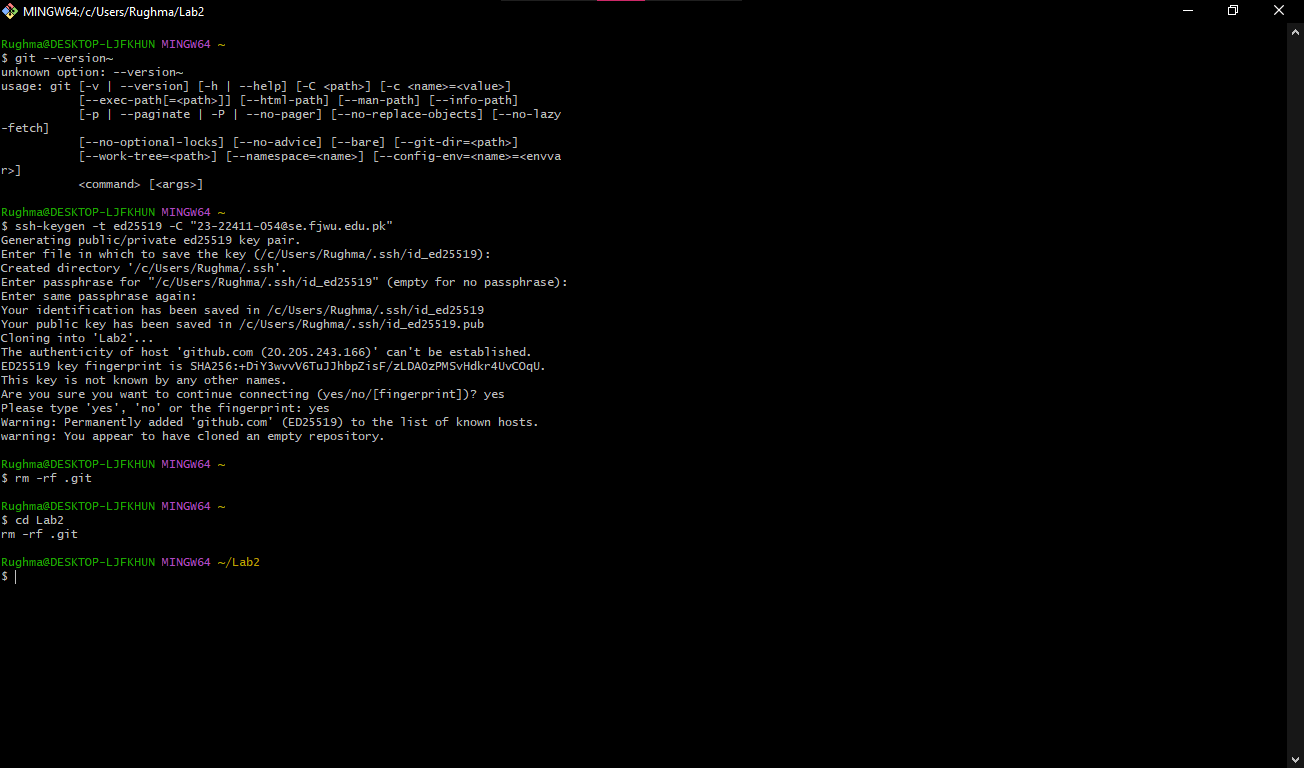 MINGW64:/c/Users/Rughma/Lab2
Rughma@DESKTOP-LJFKHUN MINGW64 ~
$ git --version~
unknown option: --version~
usage: git [-v | --version] [-h | --help] [-C <path>] [-c <name>=<value>]
           [--exec-path[=<path>]] [--html-path] [--man-path] [--info-path]
           [-p | --paginate | -P | --no-pager] [--no-replace-objects] [--no-lazy
-fetch]
           [--no-optional-locks] [--no-advice] [--bare] [--git-dir=<path>]
           [--work-tree=<path>] [--namespace=<name>] [--config-env=<name>=<envva
r>]
           <command> [<args>]
Rughma@DESKTOP-LJFKHUN MINGW64 ~
$ ssh-keygen -t ed25519 -C "23-22411-054@se.fjwu.edu.pk"
Generating public/private ed25519 key pair.
Enter file in which to save the key (/c/Users/Rughma/.ssh/id_ed25519):
Created directory '/c/Users/Rughma/.ssh'.
Enter passphrase for "/c/Users/Rughma/.ssh/id_ed25519" (empty for no passphrase):
Enter same passphrase again:
Your identification has been saved in /c/Users/Rughma/.ssh/id_ed25519
Your public key has been saved in /c/Users/Rughma/.ssh/id_ed25519.pub
Cloning into 'Lab2'...
The authenticity of host 'github.com (20.205.243.166)' can't be established.
ED25519 key fingerprint is SHA256:+DiY3wvvV6TuJJhbpZisF/zLDA0zPMSvHdkr4UvCOqU.
This key is not known by any other names.
Are you sure you want to continue connecting (yes/no/[fingerprint])? yes
Please type 'yes', 'no' or the fingerprint: yes
Warning: Permanently added 'github.com' (ED25519) to the list of known hosts.
warning: You appear to have cloned an empty repository.
Rughma@DESKTOP-LJFKHUN MINGW64 ~
$ rm -rf .git
Rughma@DESKTOP-LJFKHUN MINGW64 ~
$ cd Lab2
rm -rf .git
Rughma@DESKTOP-LJFKHUN MINGW64 ~/Lab2
$